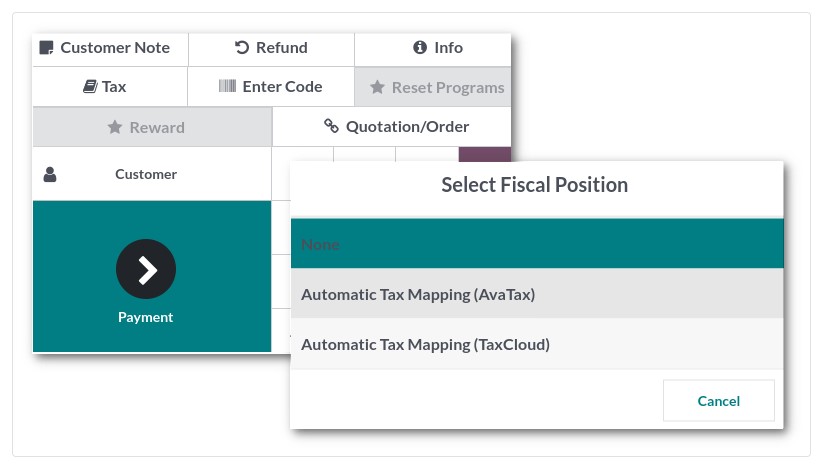 Customer Note
Refund
Info
Tax
Enter Code
Reset Programs
Reward
Quotation/Order
Customer
Payment
Select Fiscal Position
None
Automatic Tax Mapping (AvaTax)
Automatic Tax Mapping (TaxCloud)
Cancel